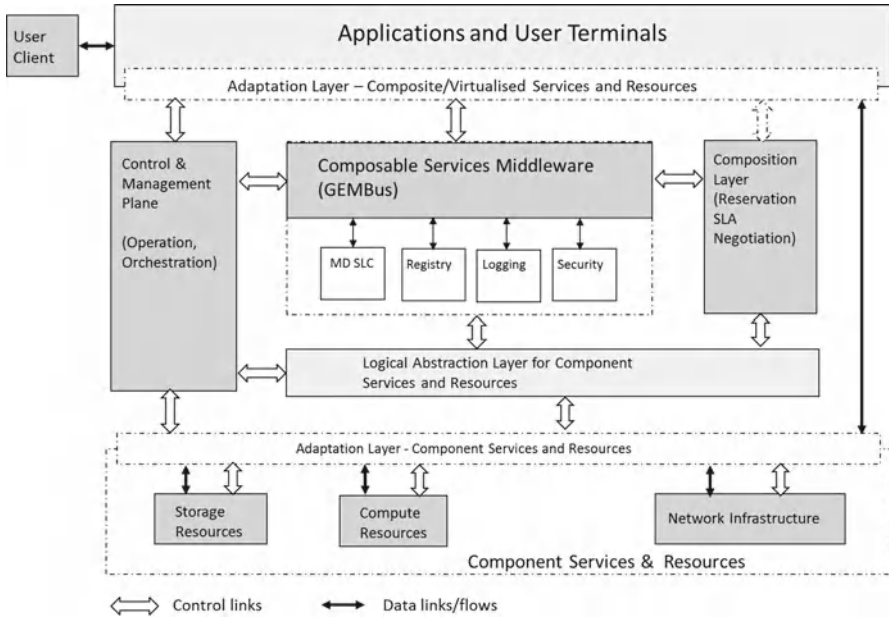 User
Client
Applications and User Terminals
Adaptation Layer – Composite/Virtualised Services and Resources
Control &
Management
Plane
(Operation,
Orchestration)
Composable Services Middleware
(GEMBus)
MD SLC
Registry
Logging
Security
Composition
Layer
(Reservation
SLA
Negotiation)
Logical Abstraction Layer for Component
Services and Resources
Adaptation Layer - Component Services and Resources
Storage
Resources
Compute
Resources
Network Infrastructure
Component Services & Resources
Control links
Data links/flows